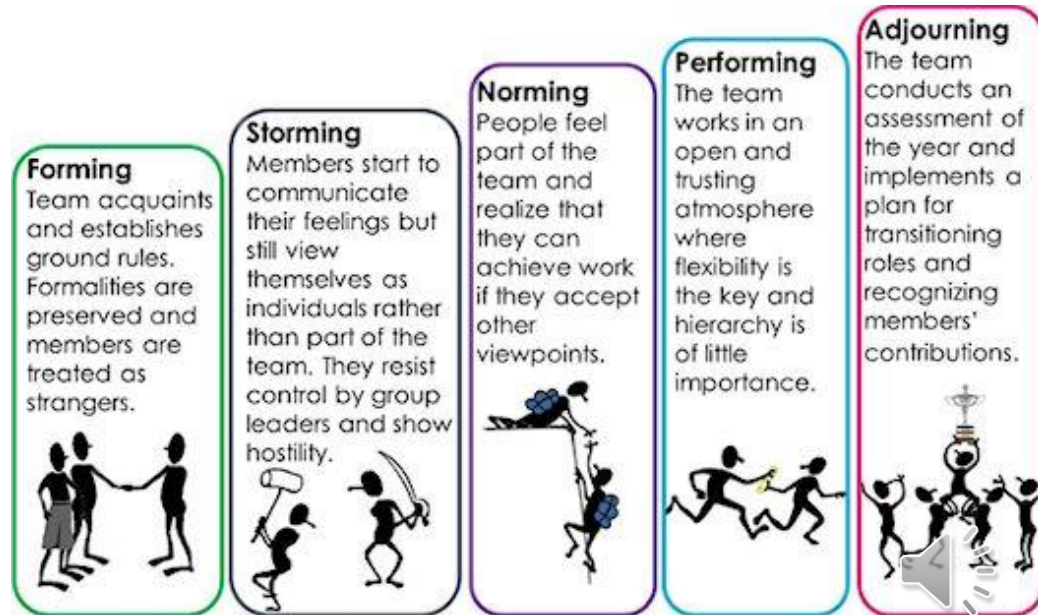 Forming
Team acquaints
and establishes
ground rules.
Formalities are
preserved and
members are
treated as
strangers.
Storming
Members start to
communicate
their feelings but
still view
themselves as
individuals rather
than part of the
team. They resist
control by group
leaders and show
hostility.
Norming
People feel
part of the
team and
realize that
they can
achieve work
if they accept
other
viewpoints.
Performing
The team
works in an
open and
trusting
atmosphere
where
flexibility is
the key and
hierarchy is
of little
importance.
Adjourning
The team
conducts an
assessment of
the year and
implements a
plan for
transitioning
roles and
recognizing
members'
contributions.